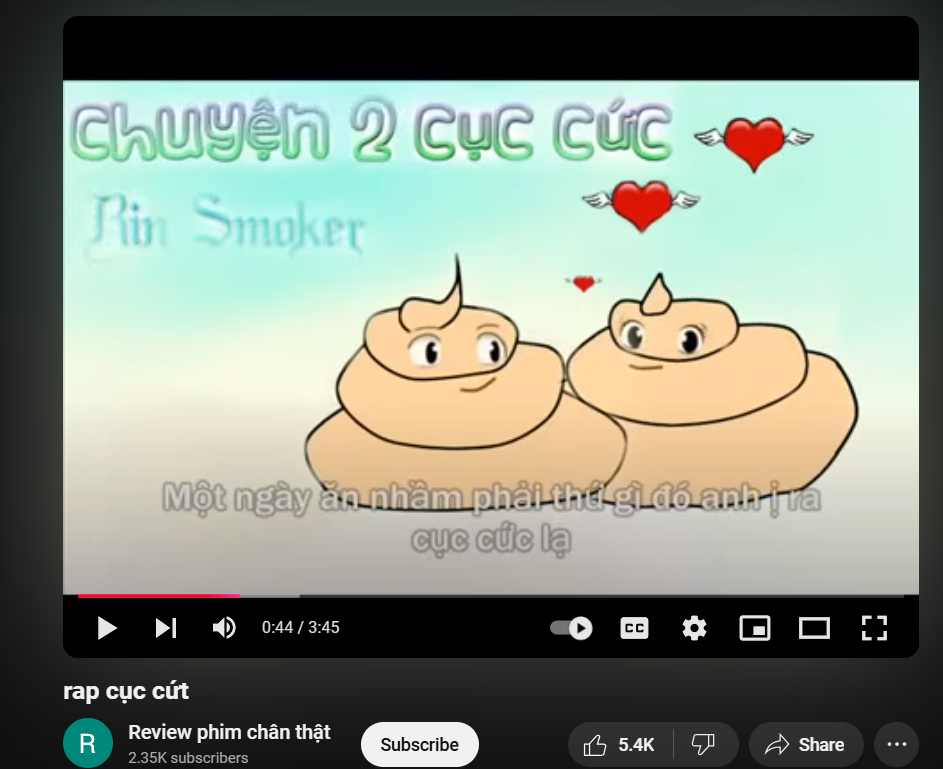 Chuyện 2 cục cức
Rin Smoker
Một ngày ăn nhầm phải thứ gì đó anh ị ra
cục cức lạ
0:44 / 3:45
CC
rap cục cứt
R
Review phim chân thật
2.35K subscribers
Subscribe
5.4K
Share